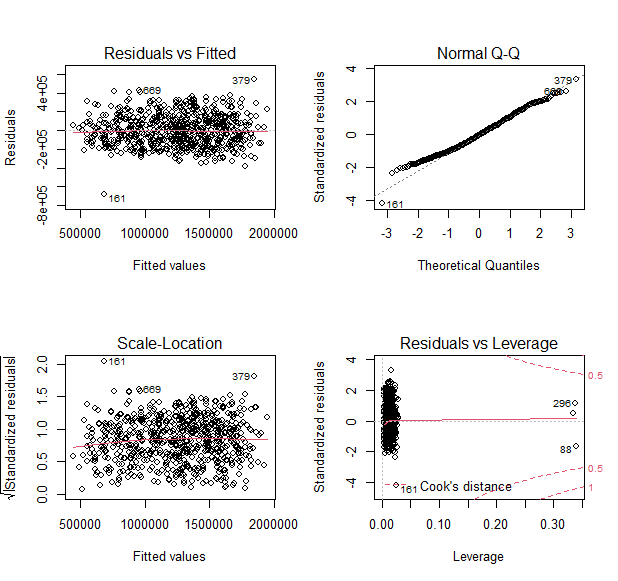 Residuals vs Fitted
Residuals
-8e+05 -2e+05 4e+05
379
669
161
500000 1000000 1500000 2000000
Fitted values
Normal Q-Q
Standardized residuals
-4 -2 0 2 4
379
669
161
-3 -2 -1 0 1 2 3
Theoretical Quantiles
Scale-Location
√|Standardized residuals|
0.0 0.5 1.0 1.5 2.0
161
669
379
500000 1000000 1500000 2000000
Fitted values
Residuals vs Leverage
Standardized residuals
-4 -2 0 2 4
0.5
296
88
0.5
1
161
Cook's distance
0.00 0.10 0.20 0.30
Leverage